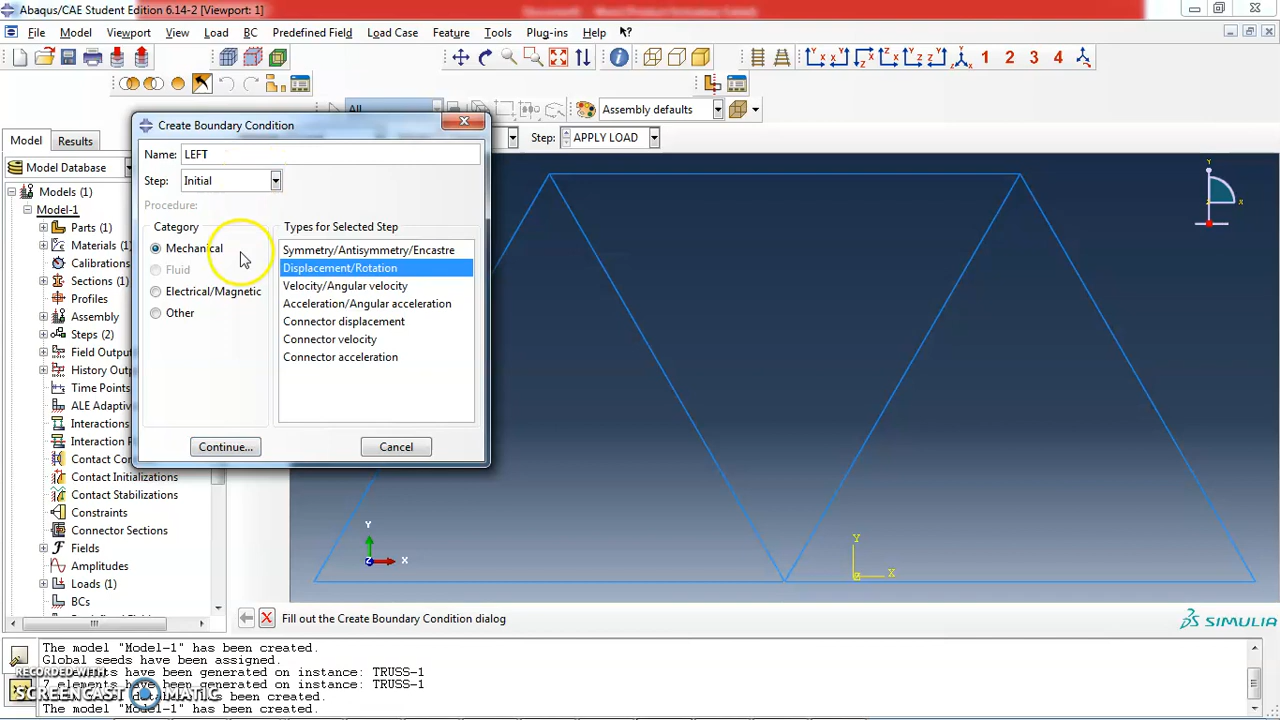 Abaqus/CAE Student Edition 6.14-2 [Viewport: 1]
File Model Viewport View Load BC Predefined Field Load Case Feature Tools Plug-ins Help
1 2 3 4
All
Assembly defaults
Model Results
Step: APPLY LOAD
Model Database
Models (1)
Model-1
Parts (1)
Materials (1)
Calibrations
Sections (1)
Profiles
Assembly
Steps (2)
Field Outp
History Outp
Time Points
ALE Adaptiv
Interactions
Interaction P
Contact Con
Contact Initializations
Contact Stabilizations
Constraints
Connector Sections
Fields
Amplitudes
Loads (1)
BCs
Create Boundary Condition
Name: LEFT
Step: Initial
Procedure:
Category
Mechanical
Fluid
Electrical/Magnetic
Other
Types for Selected Step
Symmetry/Antisymmetry/Encastre
Displacement/Rotation
Velocity/Angular velocity
Acceleration/Angular acceleration
Connector displacement
Connector velocity
Connector acceleration
Continue... Cancel
Y
X
Y
Z
X
Y
X
Fill out the Create Boundary Condition dialog
SIMULIA
The model "Model-1" has been created.
Global seeds have been assigned.
ements have been generated on instance: TRUSS-1
7 elements have been generated on instance: TRUSS-1
s been created.
The model "Model-1" has been created.
RECORDED WITH
SCREENCAST MATIC